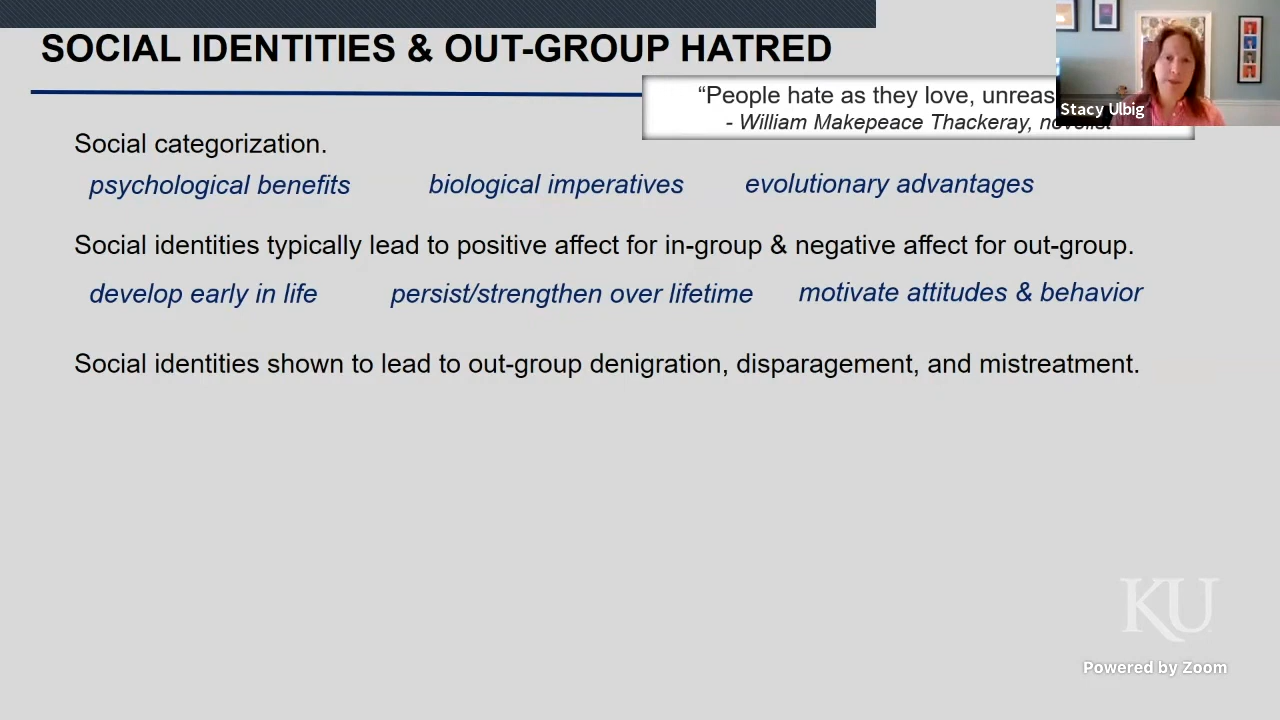 SOCIAL IDENTITIES & OUT-GROUP HATRED
“People hate as they love, unreas
- William Makepeace Thackeray, novelist
Stacy Ulbig
Social categorization.
psychological benefits biological imperatives evolutionary advantages
Social identities typically lead to positive affect for in-group & negative affect for out-group.
develop early in life persist/strengthen over lifetime motivate attitudes & behavior
Social identities shown to lead to out-group denigration, disparagement, and mistreatment.
KU
Powered by Zoom